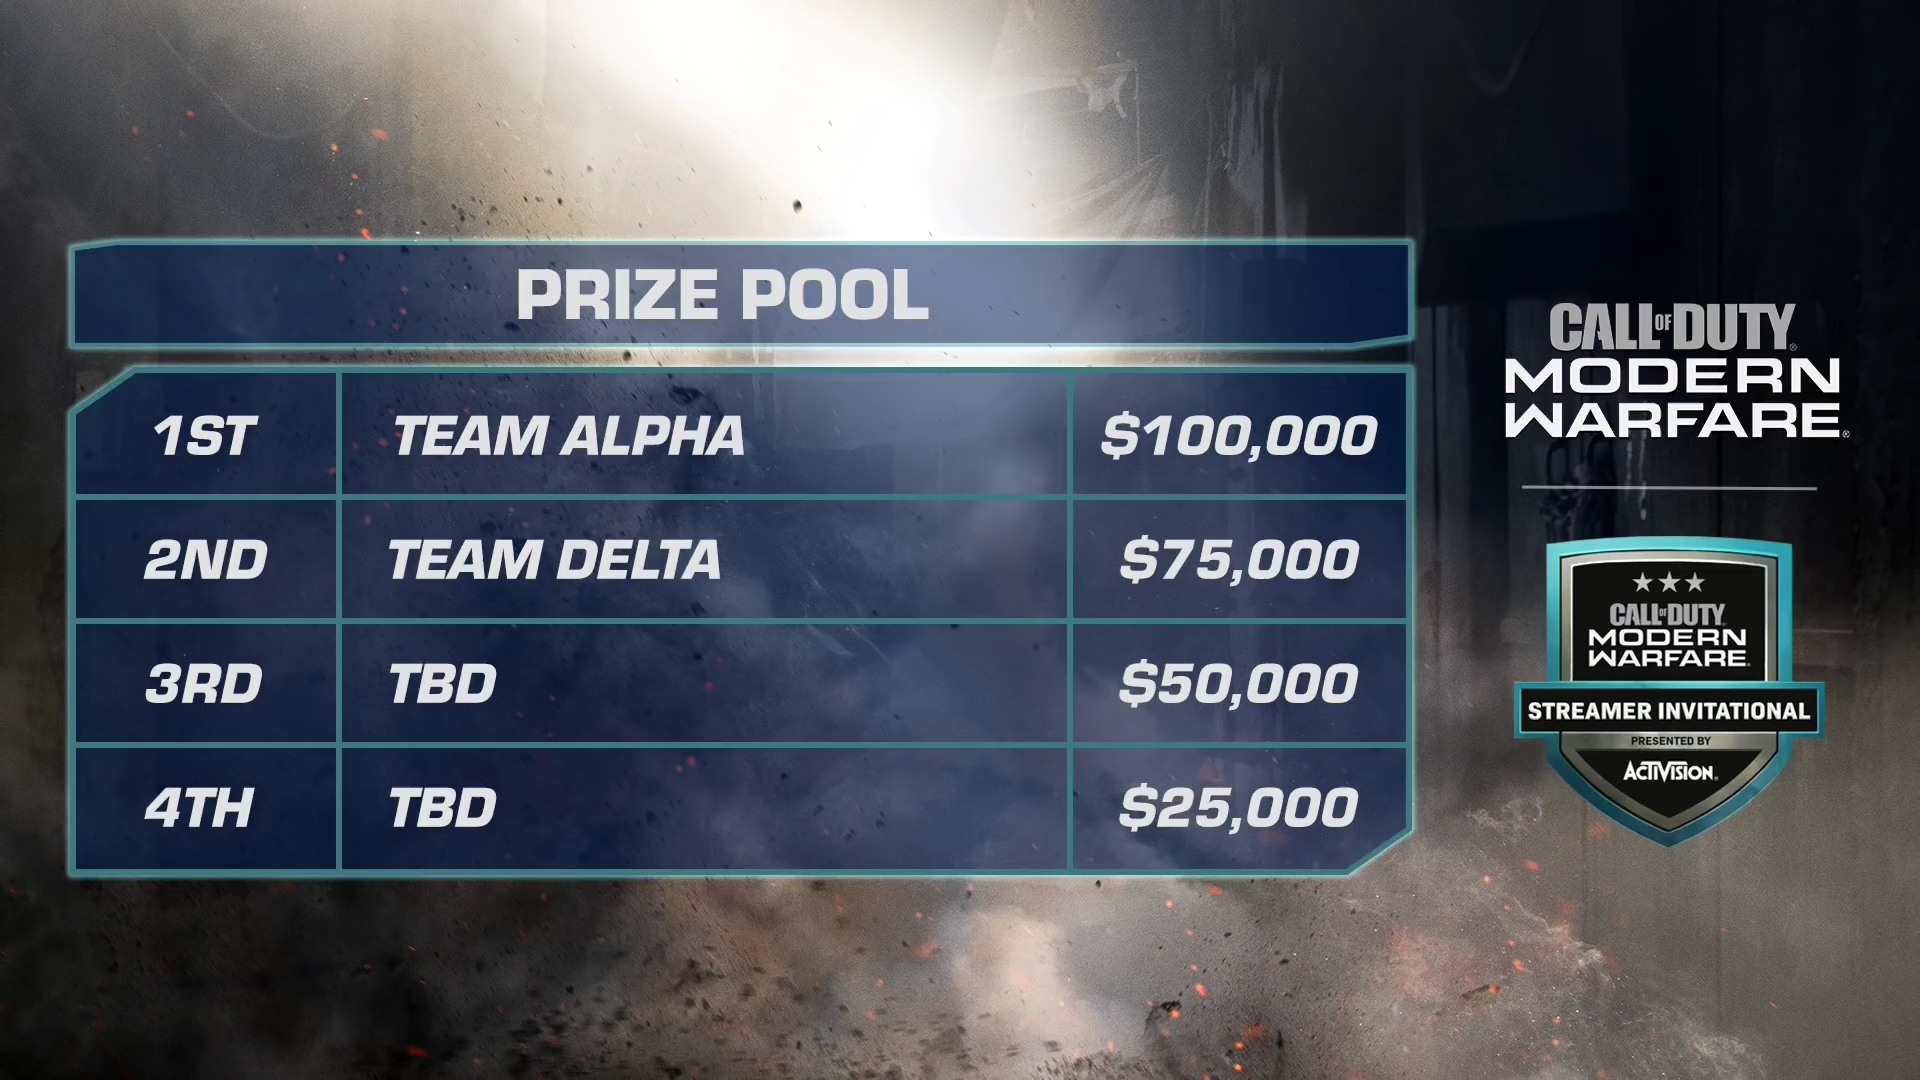 PRIZE POOL
1ST TEAM ALPHA $100,000
2ND TEAM DELTA $75,000
3RD TBD $50,000
4TH TBD $25,000
CALL OF DUTY®
MODERN
WARFARE®
CALL OF DUTY
MODERN
WARFARE
STREAMER INVITATIONAL
PRESENTED BY
ACTIVISION®